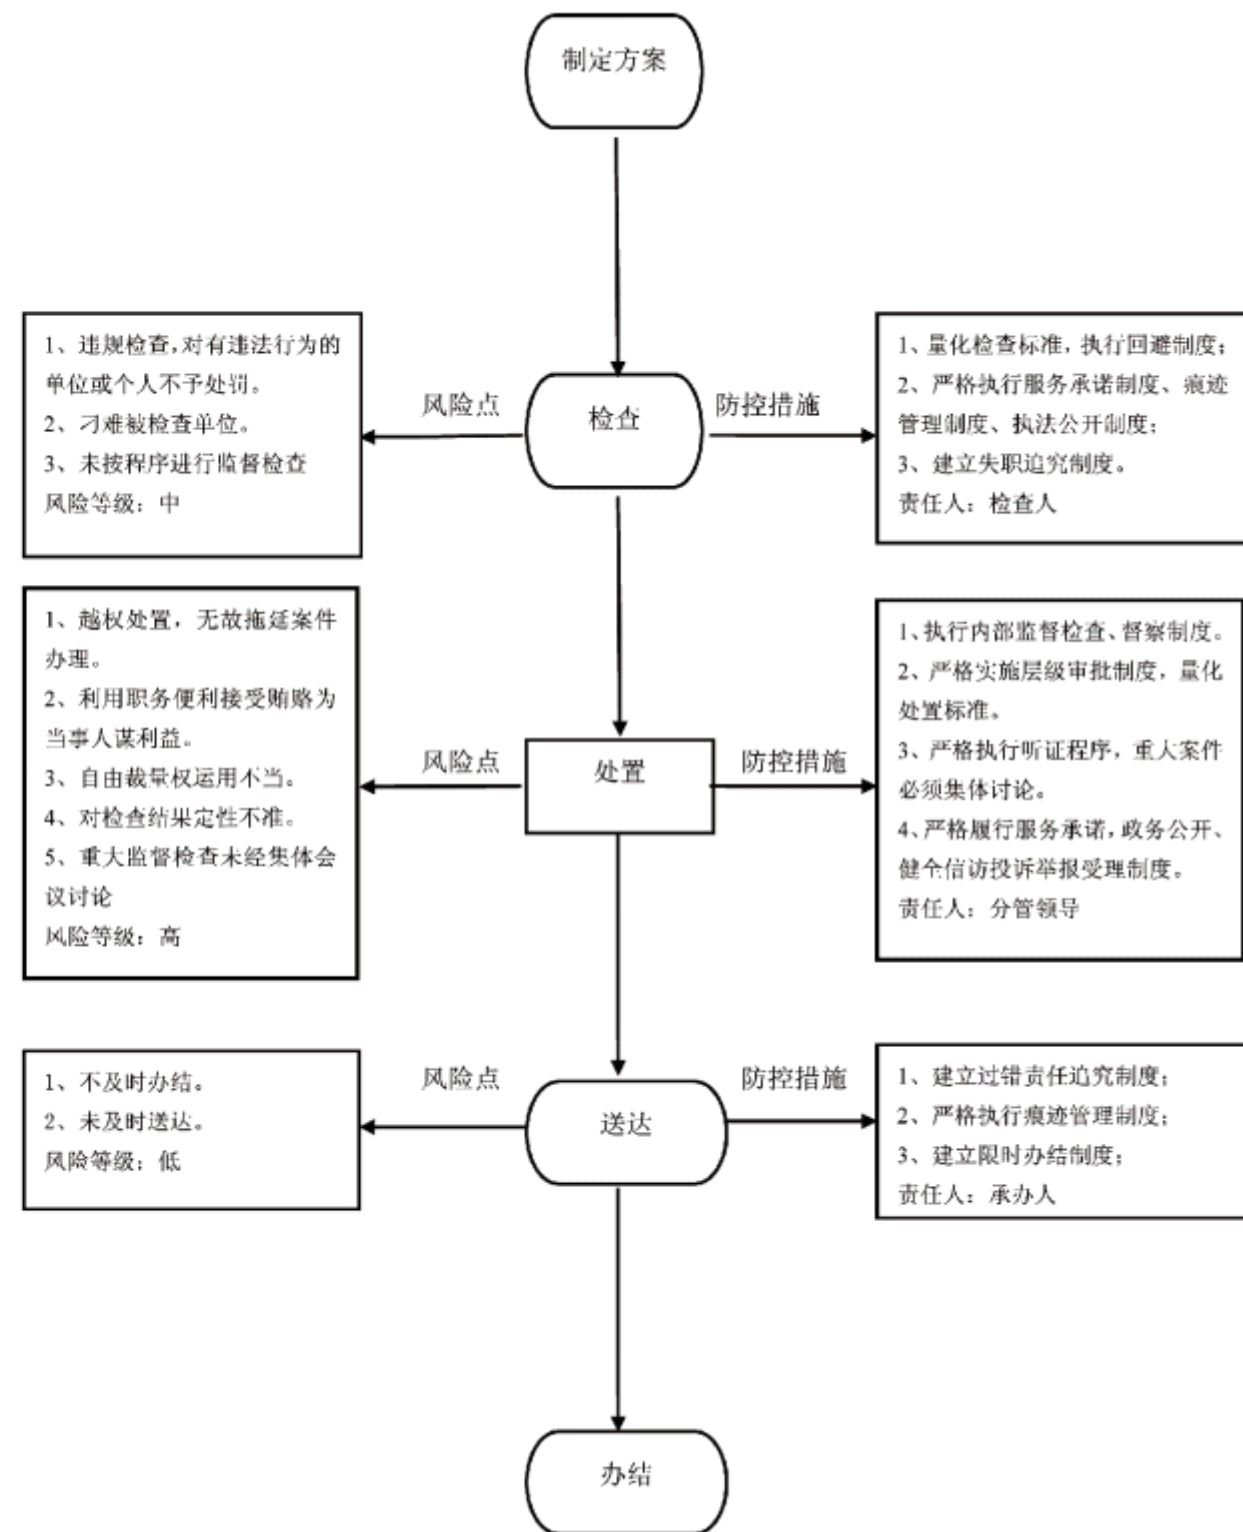 制定方案
1、违规检查，对有违法行为的
单位或个人不予处罚。
2、刁难被检查单位。
3、未按程序进行监督检查
风险等级：中
风险点
检查
防控措施
1、量化检查标准，执行回避制度；
2、严格执行服务承诺制度、痕迹
管理制度、执法公开制度；
3、建立失职追究制度。
责任人：检查人
1、越权处置，无故拖延案件
办理。
2、利用职务便利接受贿赂为
当事人谋利益。
3、自由裁量权运用不当。
4、对检查结果定性不准。
5、重大监督检查未经集体会
议讨论
风险等级：高
风险点
处置
防控措施
1、执行内部监督检查、督察制度。
2、严格实施层级审批制度，量化
处置标准。
3、严格执行听证程序，重大案件
必须集体讨论。
4、严格履行服务承诺，政务公开、
健全信访投诉举报受理制度。
责任人：分管领导
1、不及时办结。
2、未及时送达。
风险等级：低
风险点
送达
防控措施
1、建立过错责任追究制度；
2、严格执行痕迹管理制度；
3、建立限时办结制度；
责任人：承办人
办结